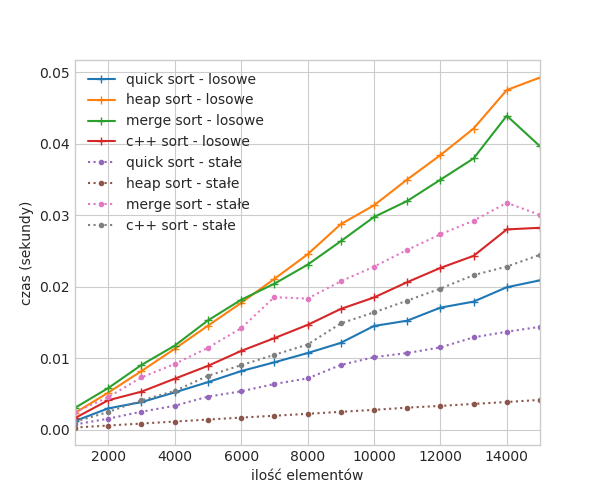 0.05
0.04
0.03
0.02
0.01
0.00
czas (sekundy)
quick sort - losowe
heap sort - losowe
merge sort - losowe
c++ sort - losowe
quick sort - stałe
heap sort - stałe
merge sort - stałe
c++ sort - stałe
2000 4000 6000 8000 10000 12000 14000
ilość elementów